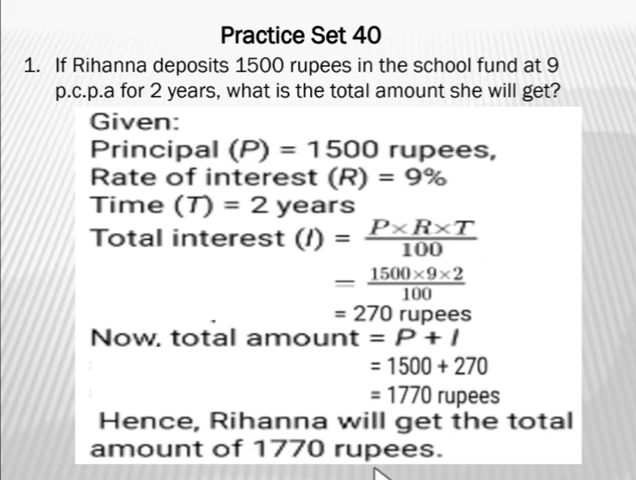 Practice Set 40
1. If Rihanna deposits 1500 rupees in the school fund at 9
p.c.p.a for 2 years, what is the total amount she will get?
Given:
Principal (P) = 1500 rupees,
Rate of interest (R) = 9%
Time (T) = 2 years
Total interest (I) = P×R×T/100
= 1500×9×2/100
= 270 rupees
Now, total amount = P + I
= 1500 + 270
= 1770 rupees
Hence, Rihanna will get the total
amount of 1770 rupees.